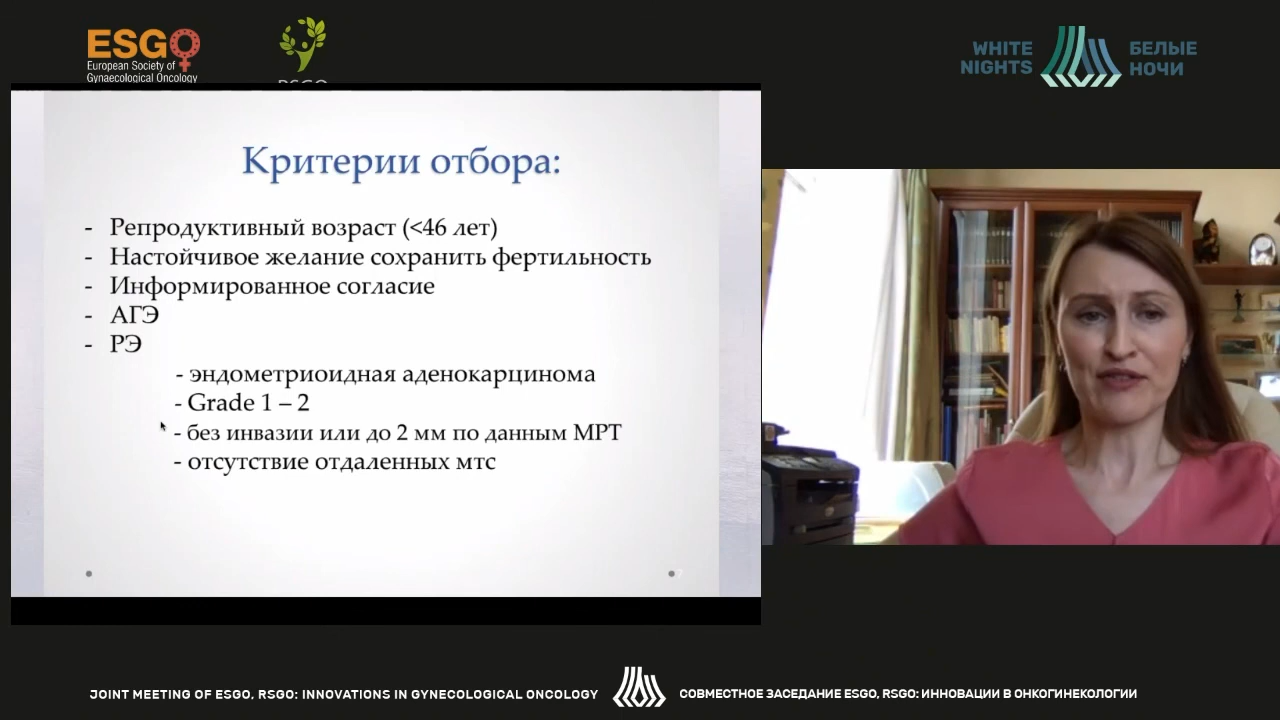 ESGO
European Society of
Gynaecological Oncology
WHITE
NIGHTS
БЕЛЫЕ
НОЧИ
Критерии отбора:
- Репродуктивный возраст (<46 лет)
- Настойчивое желание сохранить фертильность
- Информированное согласие
- АГЭ
- РЭ
- эндометриоидная аденокарцинома
- Grade 1 – 2
- без инвазии или до 2 мм по данным МРТ
- отсутствие отдаленных мтс
JOINT MEETING OF ESGO, RSGO: INNOVATIONS IN GYNECOLOGICAL ONCOLOGY
СОВМЕСТНОЕ ЗАСЕДАНИЕ ESGO, RSGO: ИННОВАЦИИ В ОНКОГИНЕКОЛОГИИ